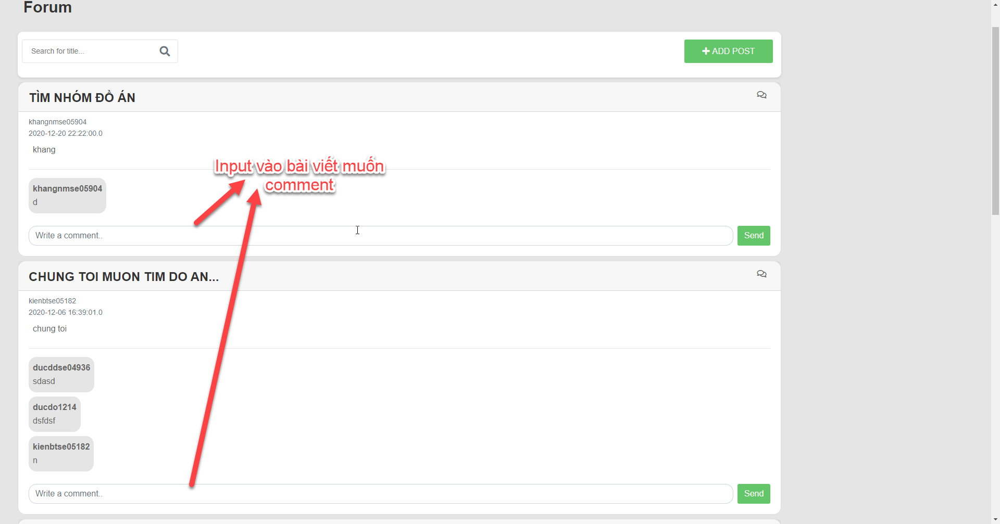 Forum
Search for title...
ADD POST
TÌM NHÓM ĐỒ ÁN
khangnmse05904
2020-12-20 22:22:00.0
khang
Input vào bài viết muốn
comment
khangnmse05904
d
Write a comment..
Send
CHUNG TOI MUON TIM DO AN...
kienbtse05182
2020-12-06 16:39:01.0
chung toi
ducddse04936
sdasd
ducdo1214
dsfdsf
kienbtse05182
n
Write a comment..
Send